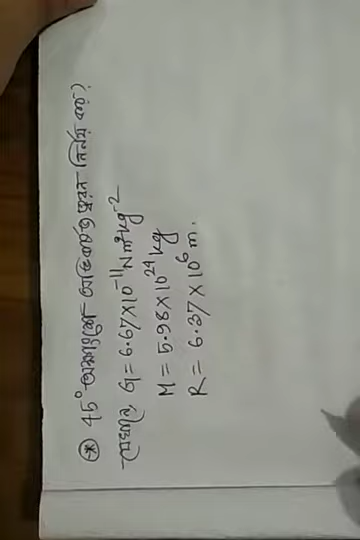 * 45° অক্ষাংশে অভিকর্ষজ ত্বরণ নির্ণয় কর?
যেখানে G = 6.67×10⁻¹¹ Nm²kg⁻²
M = 5.98×10²⁴ kg
R = 6.37×10⁶ m.